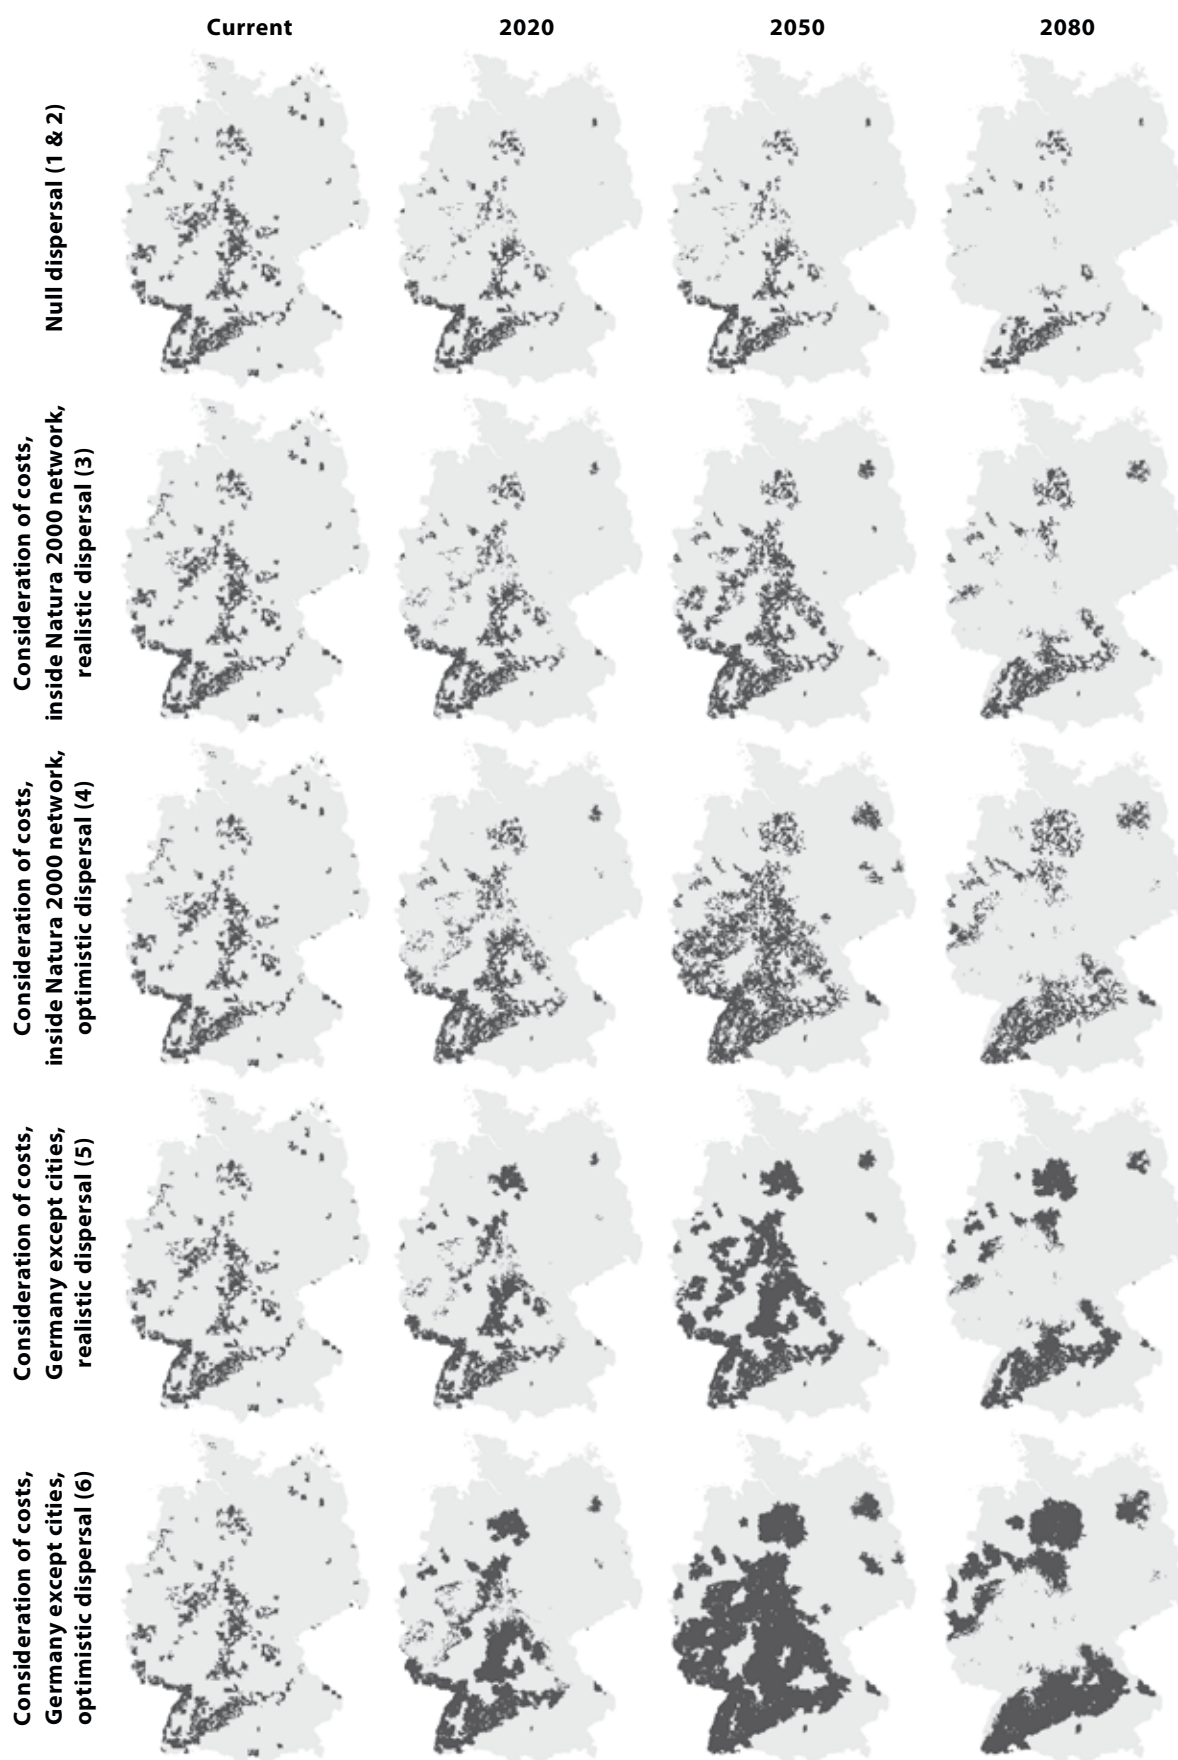 Current 2020 2050 2080
Null dispersal (1 & 2)
Consideration of costs,
inside Natura 2000 network,
realistic dispersal (3)
Consideration of costs,
inside Natura 2000 network,
optimistic dispersal (4)
Consideration of costs,
Germany except cities,
realistic dispersal (5)
Consideration of costs,
Germany except cities,
optimistic dispersal (6)